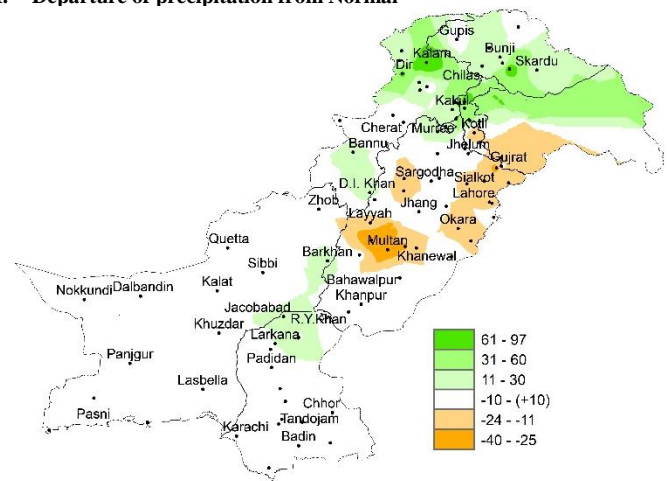 Departure of precipitation from Normal
Gupis
Kalam
Bunji
Skardu
Dir
Chilas
Kakul
Cherat
Murree
Kotli
Bannu
Jhelum
Gujrat
Sargodha
Sialkot
D.I. Khan
Lahore
Zhob
Jhang
Layyah
Okara
Quetta
Multan
Barkhan
Khanewal
Sibbi
Bahawalpur
Nokkundi
Dalbandin
Kalat
Khanpur
Jacobabad
R.Y.Khan
Khuzdar
Larkana
Padidan
Panjgur
Lasbella
Pasni
Chhor
Karachi
Tandojam
Badin
61 - 97
31 - 60
11 - 30
-10 - (+10)
-24 - -11
-40 - -25